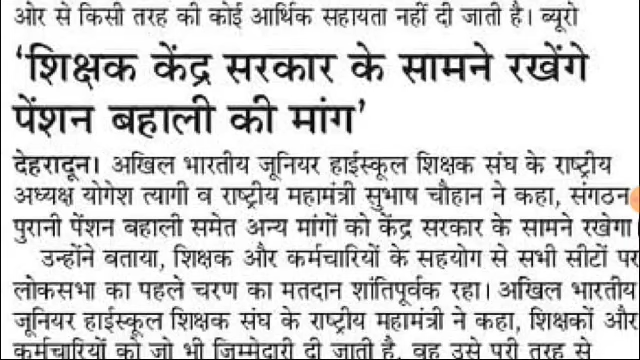 ओर से किसी तरह की कोई आर्थिक सहायता नहीं दी जाती है। ब्यूरो
‘शिक्षक केंद्र सरकार के सामने रखेंगे
पेंशन बहाली की मांग’
देहरादून। अखिल भारतीय जूनियर हाईस्कूल शिक्षक संघ के राष्ट्रीय
अध्यक्ष योगेश त्यागी व राष्ट्रीय महामंत्री सुभाष चौहान ने कहा, संगठन
पुरानी पेंशन बहाली समेत अन्य मांगों को केंद्र सरकार के सामने रखेगा।
उन्होंने बताया, शिक्षक और कर्मचारियों के सहयोग से सभी सीटों पर
लोकसभा का पहले चरण का मतदान शांतिपूर्वक रहा। अखिल भारतीय
जूनियर हाईस्कूल शिक्षक संघ के राष्ट्रीय महामंत्री ने कहा, शिक्षकों और
कर्मचारियों को जो भी जिम्मेदारी दी जाती है, वह उसे पूरी तरह से